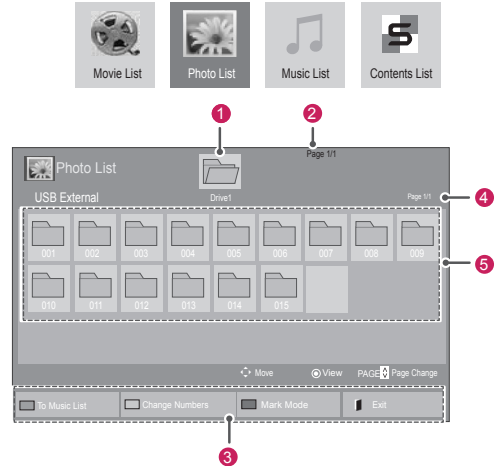 Movie List
Photo List
Music List
Contents List
1
2
Page 1/1
Photo List
USB External
Drive1
Page 1/1
4
001 002 003 004 005 006 007 008 009
5
010 011 012 013 014 015
Move
View
PAGE Page Change
To Music List
Change Numbers
Mark Mode
Exit
3